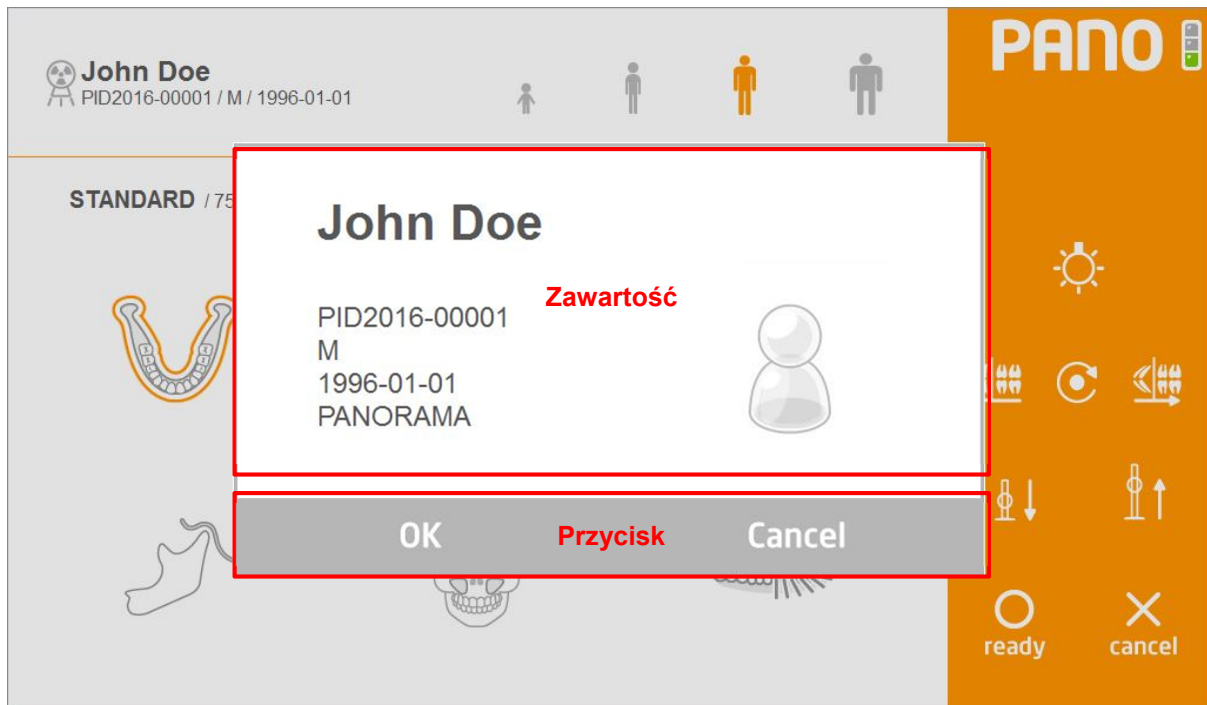 John Doe
PID2016-00001 / M / 1996-01-01
PANO
STANDARD / 75
John Doe
Zawartość
PID2016-00001
M
1996-01-01
PANORAMA
OK
Przycisk
Cancel
ready
cancel